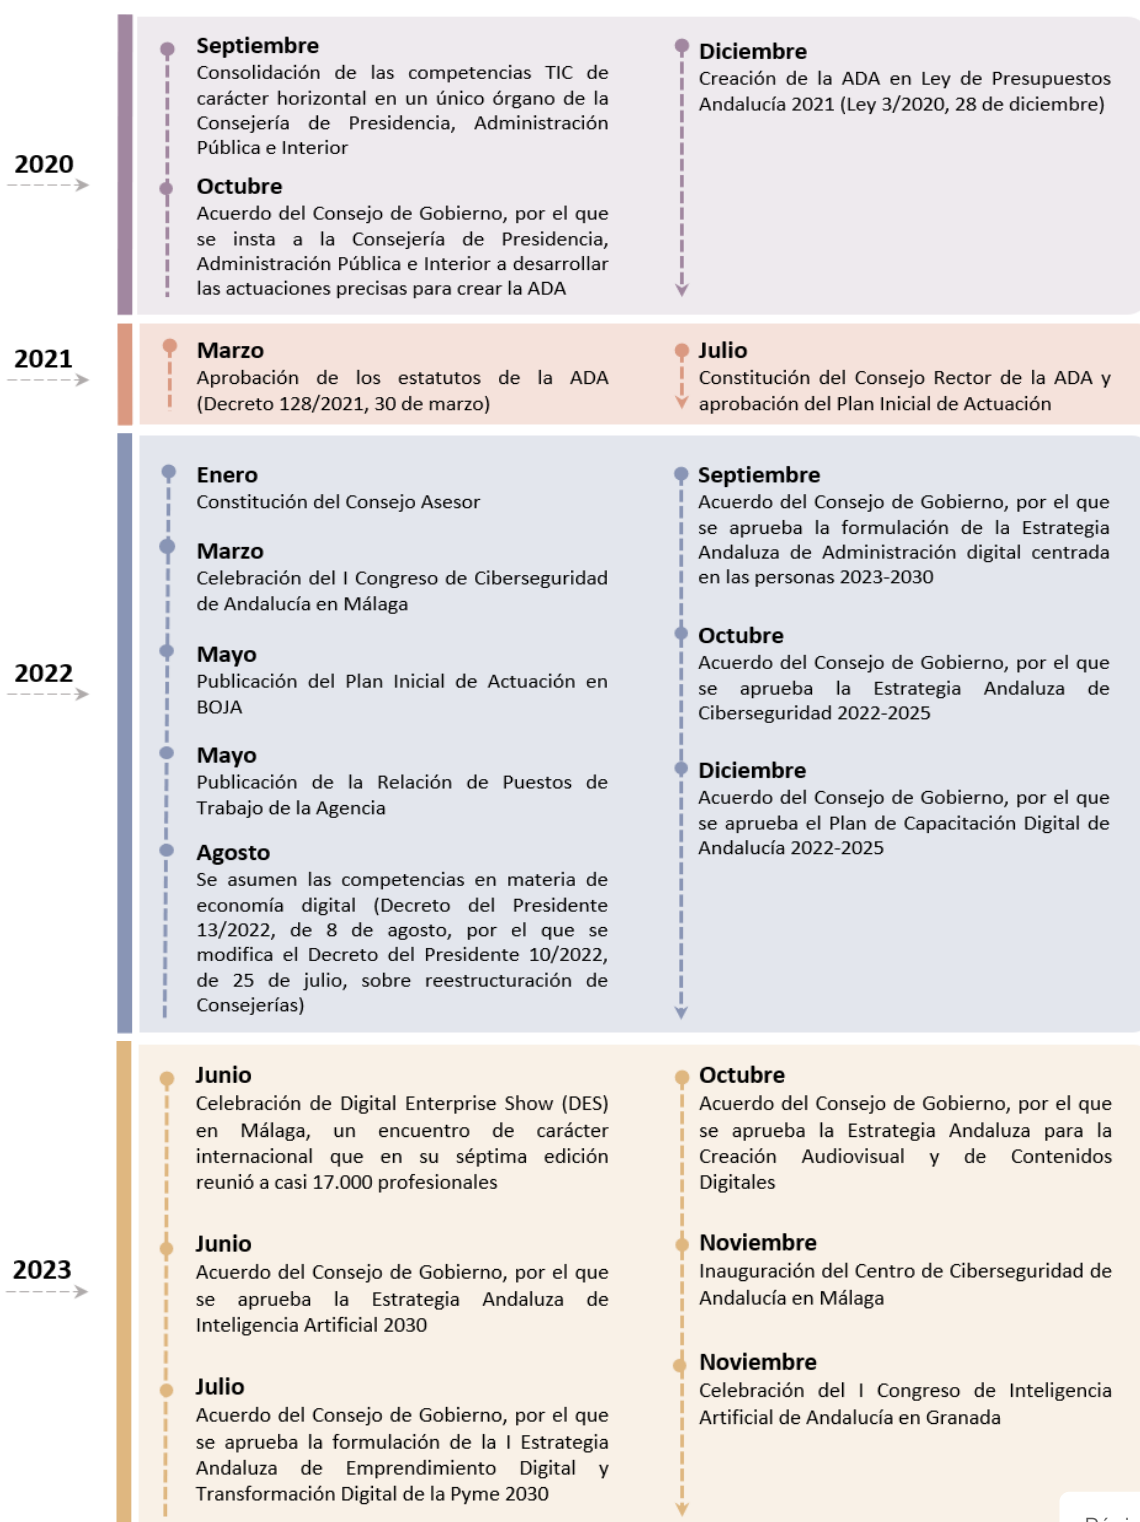 2020
Septiembre
Consolidación de las competencias TIC de
carácter horizontal en un único órgano de la
Consejería de Presidencia, Administración
Pública e Interior
Octubre
Acuerdo del Consejo de Gobierno, por el que
se insta a la Consejería de Presidencia,
Administración Pública e Interior a desarrollar
las actuaciones precisas para crear la ADA
Diciembre
Creación de la ADA en Ley de Presupuestos
Andalucía 2021 (Ley 3/2020, 28 de diciembre)
2021
Marzo
Aprobación de los estatutos de la ADA
(Decreto 128/2021, 30 de marzo)
Julio
Constitución del Consejo Rector de la ADA y
aprobación del Plan Inicial de Actuación
2022
Enero
Constitución del Consejo Asesor
Marzo
Celebración del I Congreso de Ciberseguridad
de Andalucía en Málaga
Mayo
Publicación del Plan Inicial de Actuación en
BOJA
Mayo
Publicación de la Relación de Puestos de
Trabajo de la Agencia
Agosto
Se asumen las competencias en materia de
economía digital (Decreto del Presidente
13/2022, de 8 de agosto, por el que se
modifica el Decreto del Presidente 10/2022,
de 25 de julio, sobre reestructuración de
Consejerías)
Septiembre
Acuerdo del Consejo de Gobierno, por el que
se aprueba la formulación de la Estrategia
Andaluza de Administración digital centrada
en las personas 2023-2030
Octubre
Acuerdo del Consejo de Gobierno, por el que
se aprueba la Estrategia Andaluza de
Ciberseguridad 2022-2025
Diciembre
Acuerdo del Consejo de Gobierno, por el que
se aprueba el Plan de Capacitación Digital de
Andalucía 2022-2025
2023
Junio
Celebración de Digital Enterprise Show (DES)
en Málaga, un encuentro de carácter
internacional que en su séptima edición
reunió a casi 17.000 profesionales
Junio
Acuerdo del Consejo de Gobierno, por el que
se aprueba la Estrategia Andaluza de
Inteligencia Artificial 2030
Julio
Acuerdo del Consejo de Gobierno, por el que
se aprueba la formulación de la I Estrategia
Andaluza de Emprendimiento Digital y
Transformación Digital de la Pyme 2030
Octubre
Acuerdo del Consejo de Gobierno, por el que
se aprueba la Estrategia Andaluza para la
Creación Audiovisual y de Contenidos
Digitales
Noviembre
Inauguración del Centro de Ciberseguridad de
Andalucía en Málaga
Noviembre
Celebración del I Congreso de Inteligencia
Artificial de Andalucía en Granada